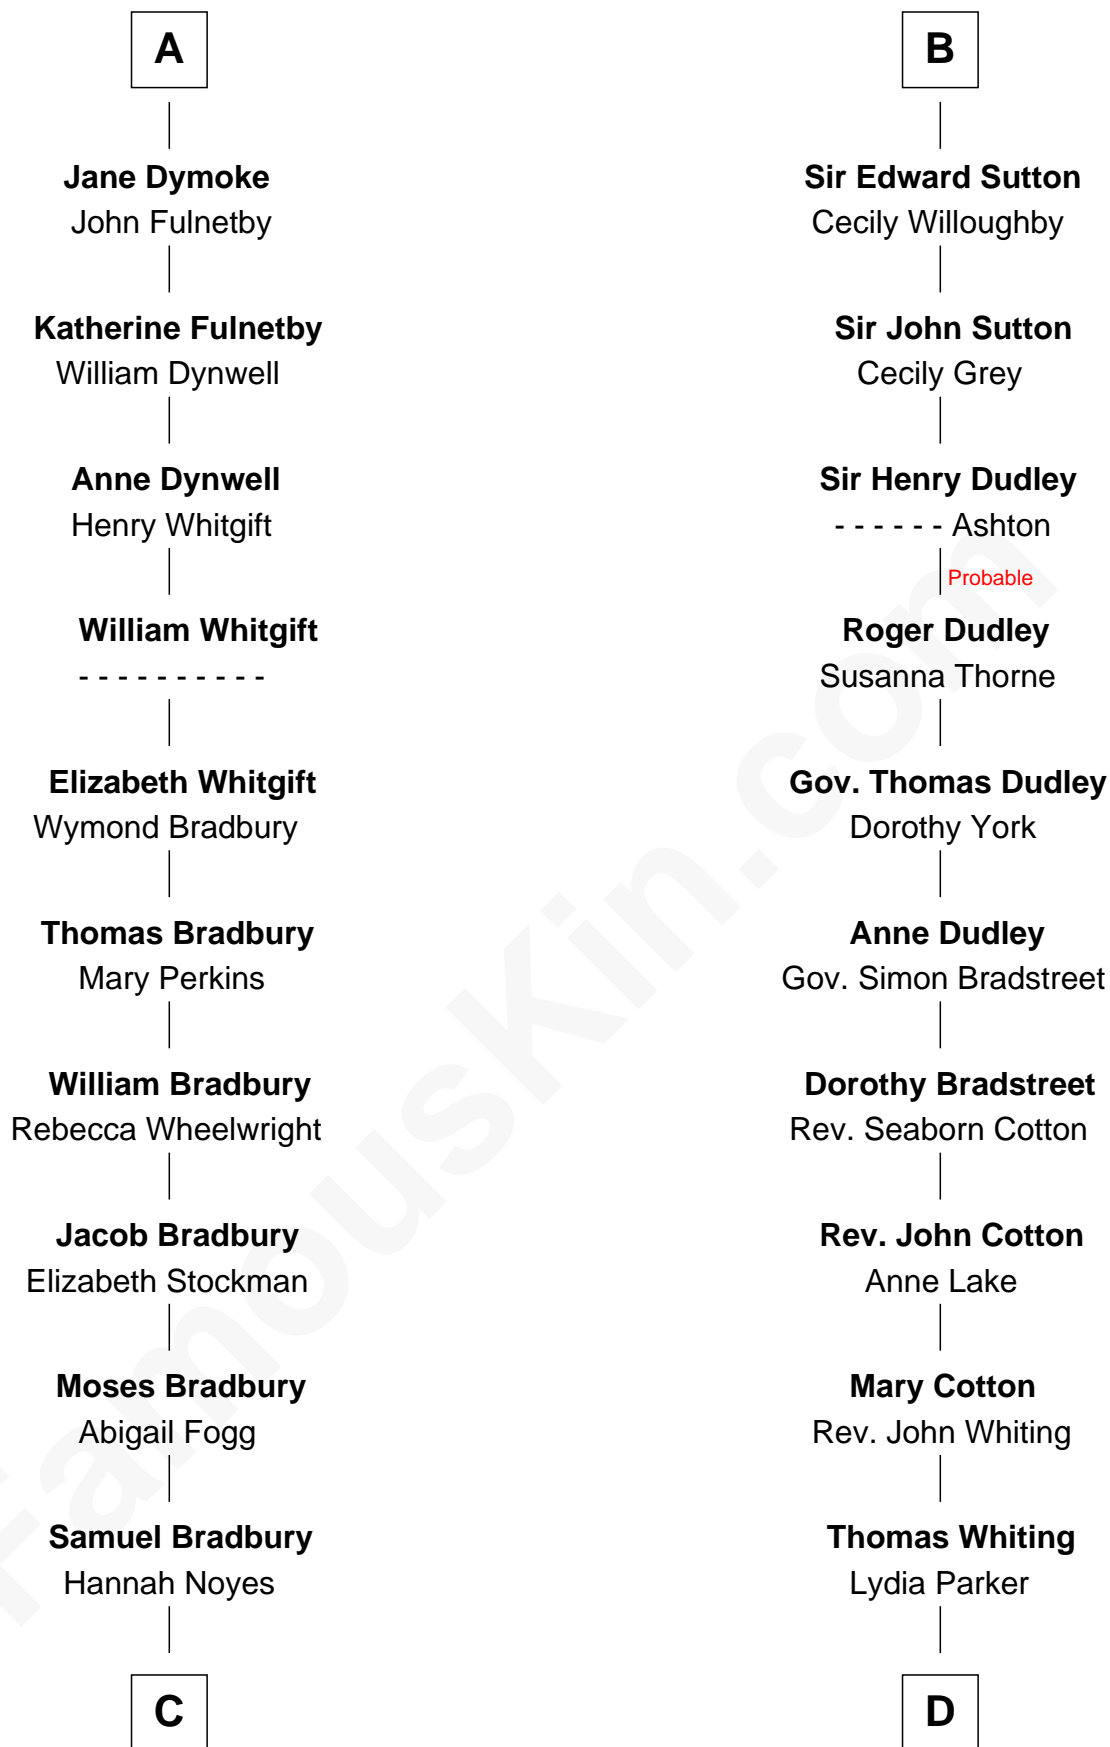 A
Jane Dymoke
John Fulnetby
Katherine Fulnetby
William Dynwell
Anne Dynwell
Henry Whitgift
William Whitgift
- - - - - - - - - -
Elizabeth Whitgift
Wymond Bradbury
Thomas Bradbury
Mary Perkins
William Bradbury
Rebecca Wheelwright
Jacob Bradbury
Elizabeth Stockman
Moses Bradbury
Abigail Fogg
Samuel Bradbury
Hannah Noyes
C
B
Sir Edward Sutton
Cecily Willoughby
Sir John Sutton
Cecily Grey
Sir Henry Dudley
- - - - - - Ashton
Probable
Roger Dudley
Susanna Thorne
Gov. Thomas Dudley
Dorothy York
Anne Dudley
Gov. Simon Bradstreet
Dorothy Bradstreet
Rev. Seaborn Cotton
Rev. John Cotton
Anne Lake
Mary Cotton
Rev. John Whiting
Thomas Whiting
Lydia Parker
D
FamousKin.com